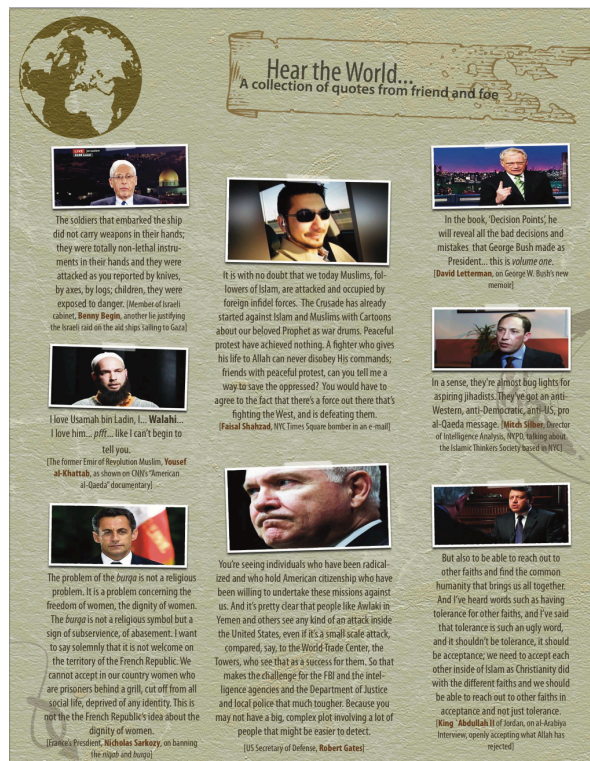 Hear the World...
A collection of quotes from friend and foe
LIVE Jerusalem
The soldiers that embarked the ship
did not carry weapons in their hands;
they were totally non-lethal instru-
ments in their hands and they were
attacked as you reported by knives,
by axes, by logs; children, they were
exposed to danger. [Member of Israeli
cabinet, Benny Begin, another lie justifying
the Israeli raid on the aid ships sailing to Gaza]
I love Usamah bin Ladin, I... Walahi...
I love him... pfft... like I can't begin to
tell you.
[The former Emir of Revolution Muslim, Yousef
al-Khattab, as shown on CNN's "American
al-Qaeda" documentary]
The problem of the burqa is not a religious
problem. It is a problem concerning the
freedom of women, the dignity of women.
The burqa is not a religious symbol but a
sign of subservience, of abasement. I want
to say solemnly that it is not welcome on
the territory of the French Republic. We
cannot accept in our country women who
are prisoners behind a grill, cut off from all
social life, deprived of any identity. This is
not the the French Republic's idea about the
dignity of women.
[France's Presdient, Nicholas Sarkozy, on banning
the niqab and burqa]
It is with no doubt that we today Muslims, fol-
lowers of Islam, are attacked and occupied by
foreign infidel forces. The Crusade has already
started against Islam and Muslims with Cartoons
about our beloved Prophet as war drums. Peaceful
protest have achieved nothing. A fighter who gives
his life to Allah can never disobey His commands;
friends with peaceful protest, can you tell me a
way to save the oppressed? You would have to
agree to the fact that there's a force out there that's
fighting the West, and is defeating them.
[Faisal Shahzad, NYC Times Square bomber in an e-mail]
You're seeing individuals who have been radical-
ized and who hold American citizenship who have
been willing to undertake these missions against
us. And it's pretty clear that people like Awlaki in
Yemen and others see any kind of an attack inside
the United States, even if it's a small scale attack,
compared, say, to the World Trade Center, the
Towers, who see that as a success for them. So that
makes the challenge for the FBI and the intel-
ligence agencies and the Department of Justice
and local police that much tougher. Because you
may not have a big, complex plot involving a lot of
people that might be easier to detect.
[US Secretary of Defense, Robert Gates]
In the book, 'Decision Points', he
will reveal all the bad decisions and
mistakes that George Bush made as
President... this is volume one.
[David Letterman, on George W. Bush's new
memoir]
In a sense, they're almost bug lights for
aspiring jihadists. They've got an anti-
Western, anti-Democratic, anti-US, pro
al-Qaeda message. [Mitch Silber, Director
of Intelligence Analysis, NYPD, talking about
the Islamic Thinkers Society based in NYC]
But also to be able to reach out to
other faiths and find the common
humanity that brings us all together.
And I've heard words such as having
tolerance for other faiths, and I've said
that tolerance is such an ugly word,
and it shouldn't be tolerance, it should
be acceptance; we need to accept each
other inside of Islam as Christianity did
with the different faiths and we should
be able to reach out to other faiths in
acceptance and not just tolerance.
[King `Abdullah II of Jordan, on al-Arabiya
Interview, openly accepting what Allah has
rejected]